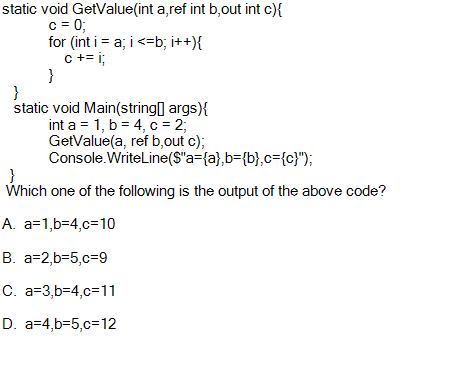 static void GetValue(int a,ref int b,out int c){
c = 0;
for (int i = a; i <=b; i++){
c += i;
}
}
static void Main(string[] args){
int a = 1, b = 4, c = 2;
GetValue(a, ref b,out c);
Console.WriteLine($"a={a},b={b},c={c}");
}
Which one of the following is the output of the above code?
A. a=1,b=4,c=10
B. a=2,b=5,c=9
C. a=3,b=4,c=11
D. a=4,b=5,c=12